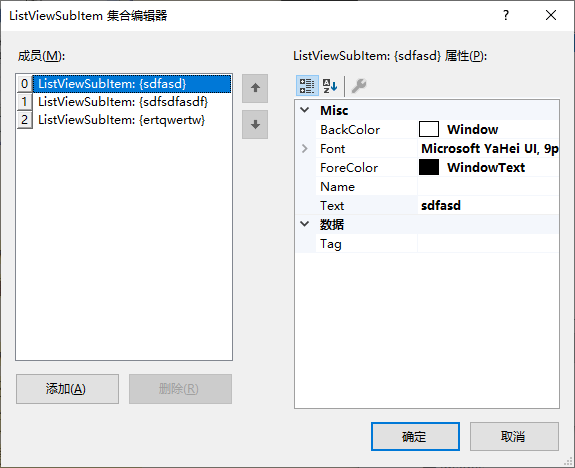 ListViewSubItem 集合编辑器
成员(M):
0 ListViewSubItem: {sdfasd}
1 ListViewSubItem: {sdfsdfasdf}
2 ListViewSubItem: {ertqwertw}
添加(A)
删除(R)
ListViewSubItem: {sdfasd} 属性(P):
Misc
BackColor Window
Font Microsoft YaHei UI, 9p
ForeColor WindowText
Name
Text sdfasd
数据
Tag
确定
取消